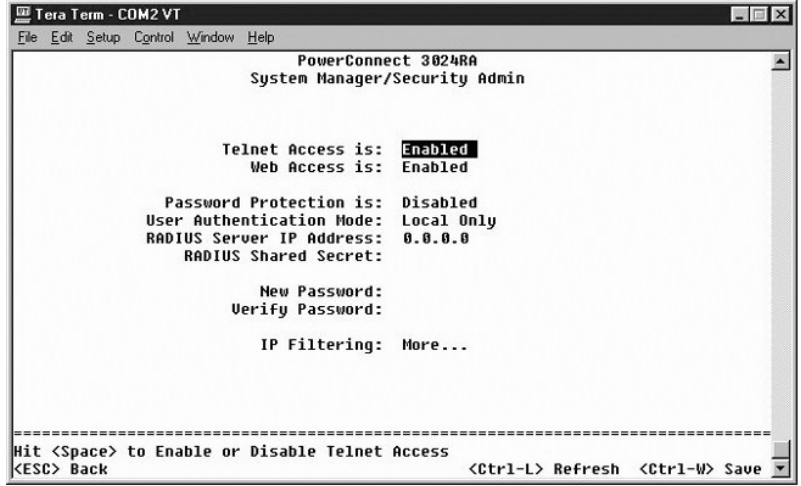 Tera Term - COM2 VT
File Edit Setup Control Window Help
PowerConnect 3024RA
System Manager/Security Admin
Telnet Access is: Enabled
Web Access is: Enabled
Password Protection is: Disabled
User Authentication Mode: Local Only
RADIUS Server IP Address: 0.0.0.0
RADIUS Shared Secret:
New Password:
Verify Password:
IP Filtering: More...
================================================================================
Hit <Space> to Enable or Disable Telnet Access
<ESC> Back <Ctrl-L> Refresh <Ctrl-W> Save